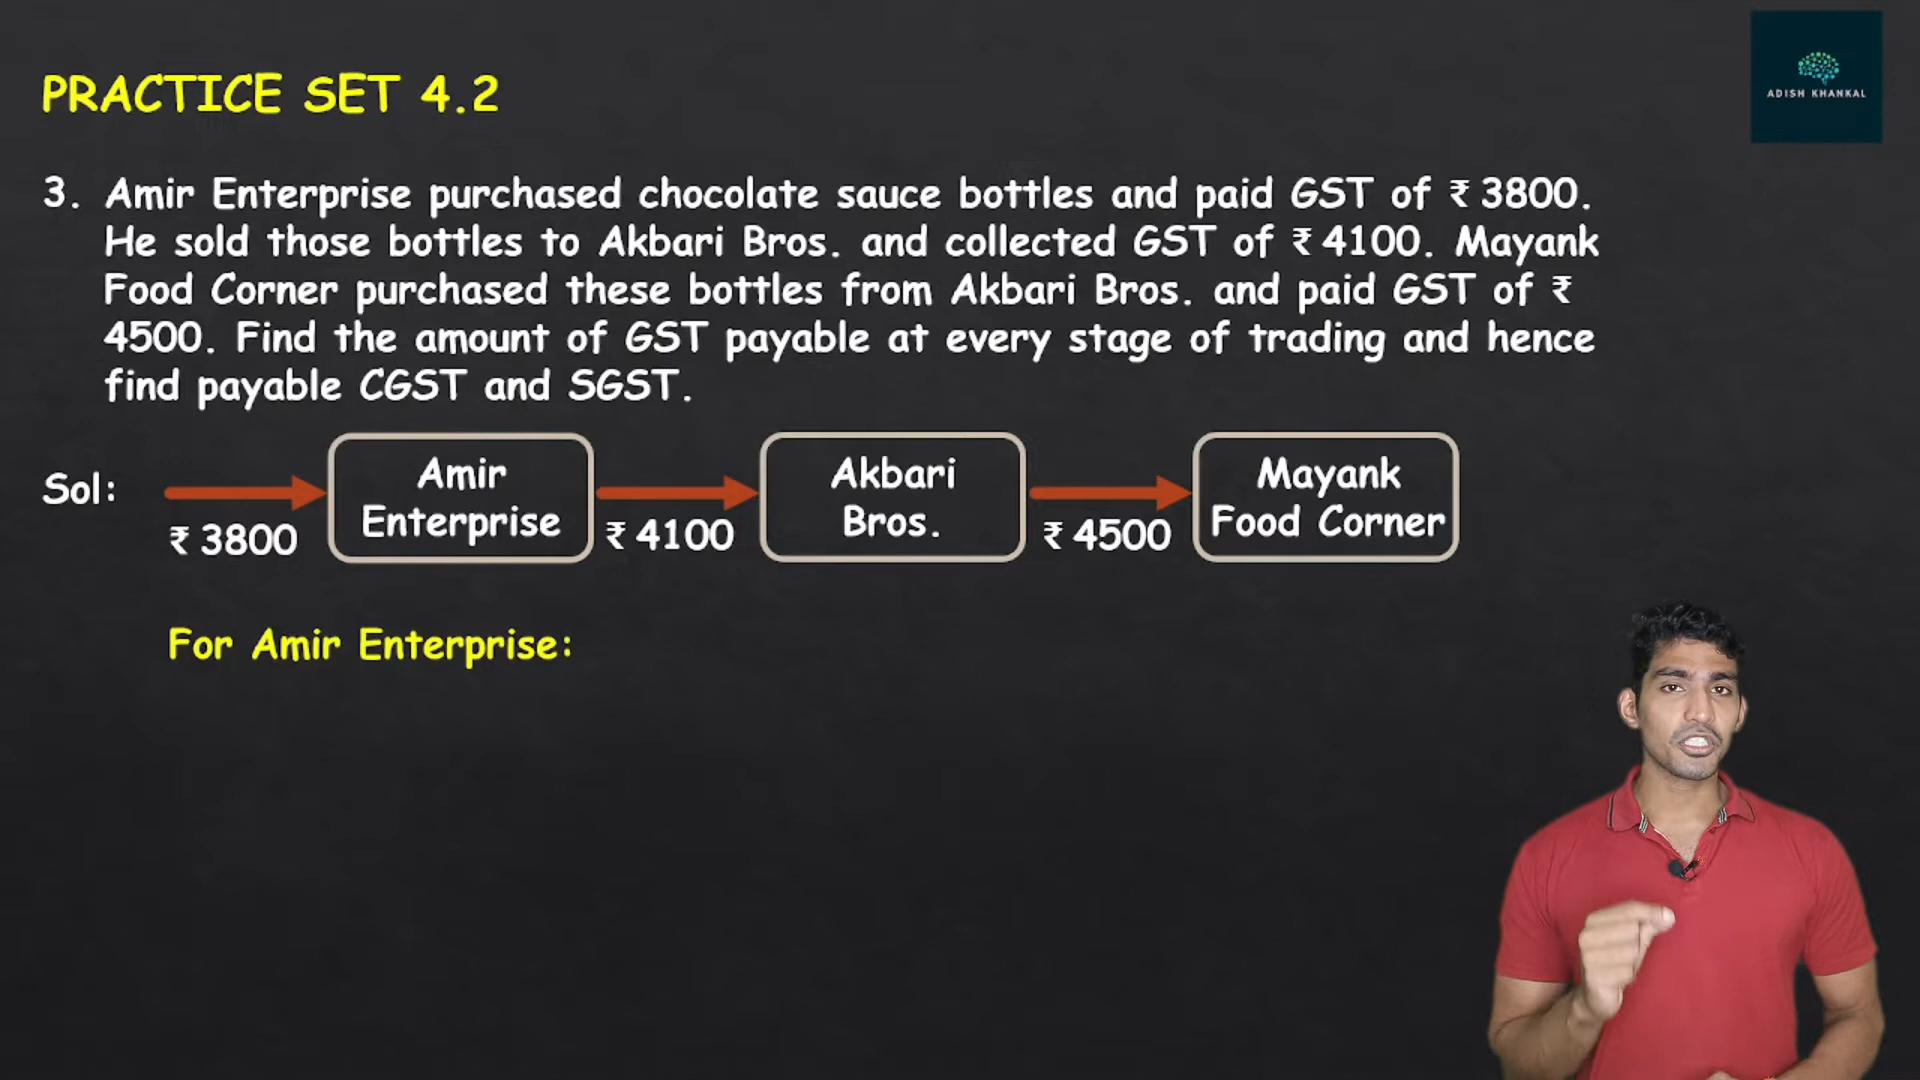 ADISH KHANKAL
PRACTICE SET 4.2
3. Amir Enterprise purchased chocolate sauce bottles and paid GST of ₹ 3800.
He sold those bottles to Akbari Bros. and collected GST of ₹ 4100. Mayank
Food Corner purchased these bottles from Akbari Bros. and paid GST of ₹
4500. Find the amount of GST payable at every stage of trading and hence
find payable CGST and SGST.
Sol:
₹ 3800
Amir
Enterprise
₹ 4100
Akbari
Bros.
₹ 4500
Mayank
Food Corner
For Amir Enterprise: